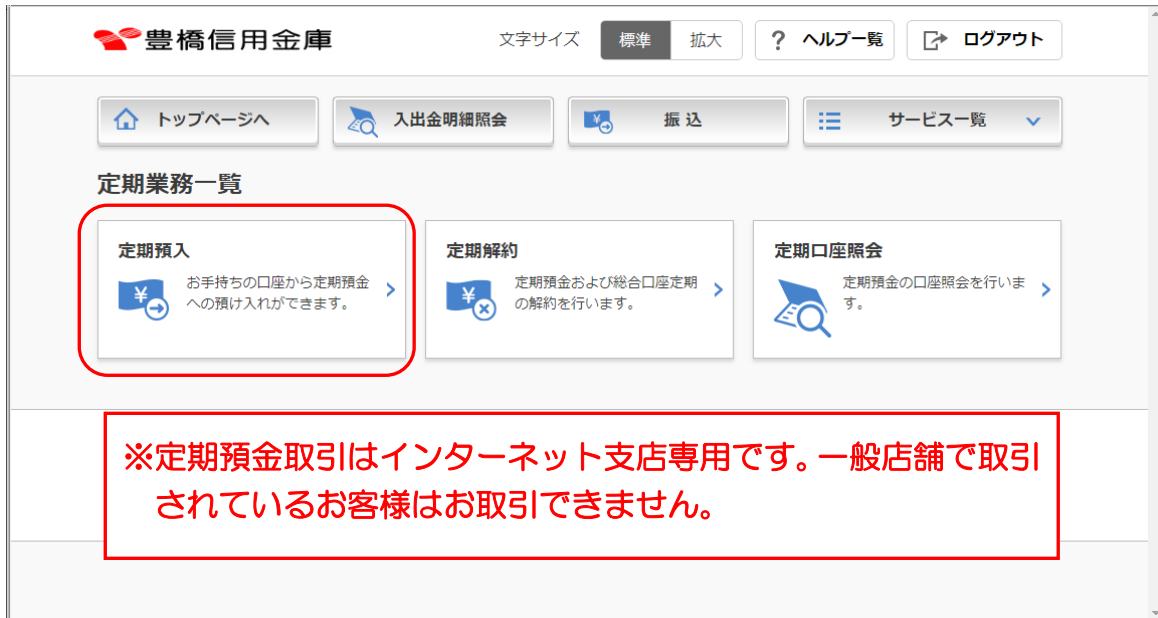 豊橋信用金庫
文字サイズ 標準 拡大 ? ヘルプ一覧 ログアウト
トップページへ 入出金明細照会 振込 サービス一覧
定期業務一覧
定期預入
お手持ちの口座から定期預金
への預け入れができます。
定期解約
定期預金および総合口座定期
の解約を行います。
定期口座照会
定期預金の口座照会を行いま
す。
※定期預金取引はインターネット支店専用です。一般店舗で取引
されているお客様はお取引できません。